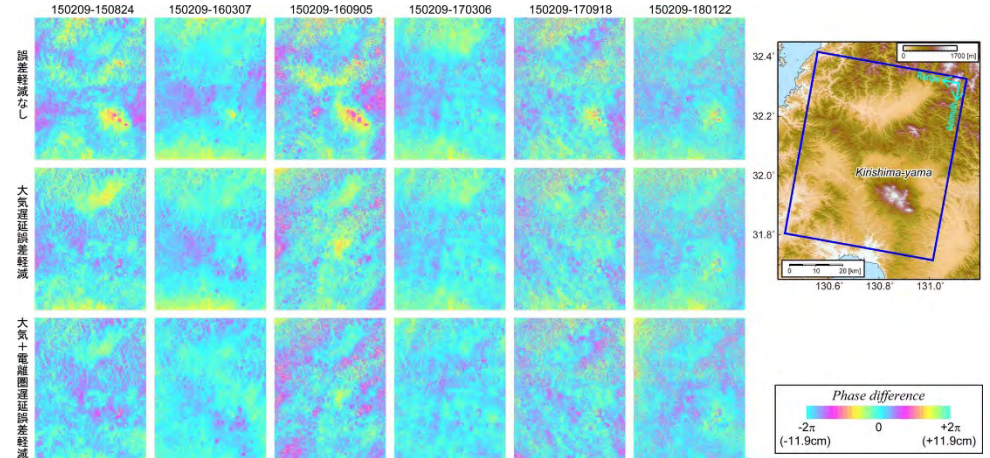 150209-150824
150209-160307
150209-160905
150209-170306
150209-170918
150209-180122
誤差軽減なし
大気遅延誤差軽減
大気+電離圏遅延誤差軽減
0 1700 [m]
32.4˚
32.2˚
32.0˚
31.8˚
Kirishima-yama
0 10 20 [km]
130.6˚ 130.8˚ 131.0˚
Phase difference
-2π 0 +2π
(-11.9cm) (+11.9cm)